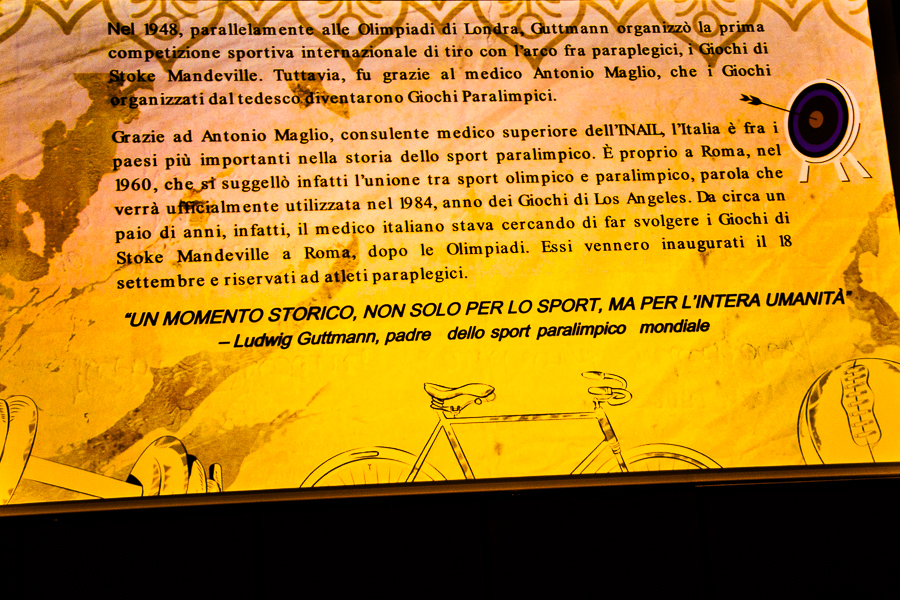 Nel 1948, parallelamente alle Olimpiadi di Londra, Guttmann organizzò la prima
competizione sportiva internazionale di tiro con l'arco fra paraplegici, i Giochi di
Stoke Mandeville. Tuttavia, fu grazie al medico Antonio Maglio, che i Giochi
organizzati dal tedesco diventarono Giochi Paralimpici.
Grazie ad Antonio Maglio, consulente medico superiore dell'INAIL, l'Italia è fra i
paesi più importanti nella storia dello sport paralimpico. È proprio a Roma, nel
1960, che si suggellò infatti l'unione tra sport olimpico e paralimpico, parola che
verrà ufficialmente utilizzata nel 1984, anno dei Giochi di Los Angeles. Da circa un
paio di anni, infatti, il medico italiano stava cercando di far svolgere i Giochi di
Stoke Mandeville a Roma, dopo le Olimpiadi. Essi vennero inaugurati il 18
settembre e riservati ad atleti paraplegici.
"UN MOMENTO STORICO, NON SOLO PER LO SPORT, MA PER L'INTERA UMANITÀ"
– Ludwig Guttmann, padre dello sport paralimpico mondiale